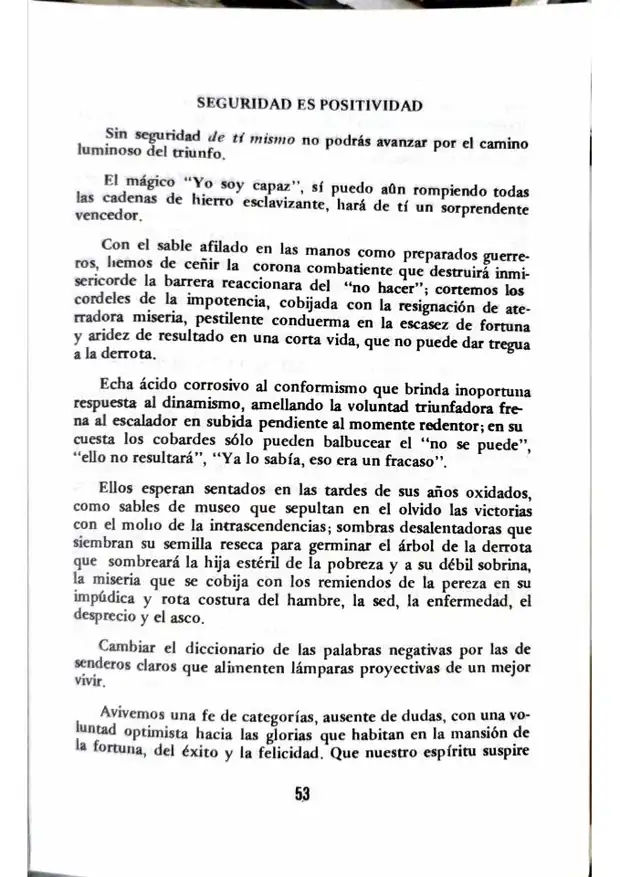 SEGURIDAD ES POSITIVIDAD
Sin seguridad de tí mismo no podrás avanzar por el camino
luminoso del triunfo.
El mágico “Yo soy capaz”, sí puedo aún rompiendo todas
las cadenas de hierro esclavizante, hará de tí un sorprendente
vencedor.
Con el sable afilado en las manos como preparados guerre-
ros, hemos de ceñir la corona combatiente que destruirá inmi-
sericorde la barrera reaccionara del “no hacer”; cortemos los
cordeles de la impotencia, cobijada con la resignación de ate-
rradora miseria, pestilente conduerma en la escasez de fortuna
y aridez de resultado en una corta vida, que no puede dar tregua
a la derrota.
Echa ácido corrosivo al conformismo que brinda inoportuna
respuesta al dinamismo, amellando la voluntad triunfadora fre-
na al escalador en subida pendiente al momente redentor; en su
cuesta los cobardes sólo pueden balbucear el “no se puede”,
“ello no resultará”, “Ya lo sabía, eso era un fracaso”.
Ellos esperan sentados en las tardes de sus años oxidados,
como sables de museo que sepultan en el olvido las victorias
con el moho de la intrascendencias; sombras desalentadoras que
siembran su semilla reseca para germinar el árbol de la derrota
que sombreará la hija estéril de la pobreza y a su débil sobrina,
la miseria que se cobija con los remiendos de la pereza en su
impúdica y rota costura del hambre, la sed, la enfermedad, el
desprecio y el asco.
Cambiar el diccionario de las palabras negativas por las de
senderos claros que alimenten lámparas proyectivas de un mejor
vivir.
Avivemos una fe de categorías, ausente de dudas, con una vo-
luntad optimista hacia las glorias que habitan en la mansión de
la fortuna, del éxito y la felicidad. Que nuestro espíritu suspire
53